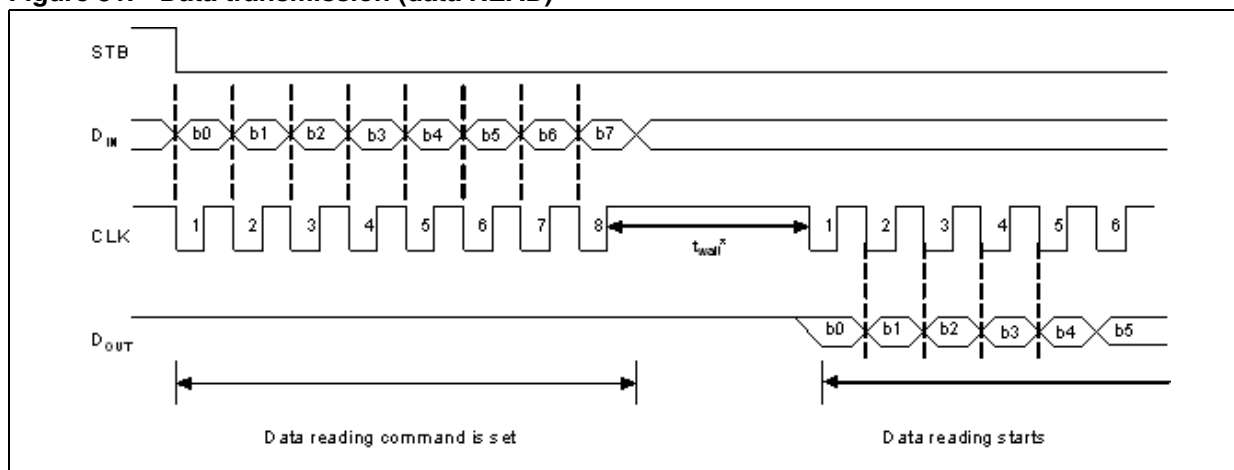 STB
D IN b0 b1 b2 b3 b4 b5 b6 b7
CLK 1 2 3 4 5 6 7 8 1 2 3 4 5 6
twait*
D OUT b0 b1 b2 b3 b4 b5
Data reading command is set
Data reading starts